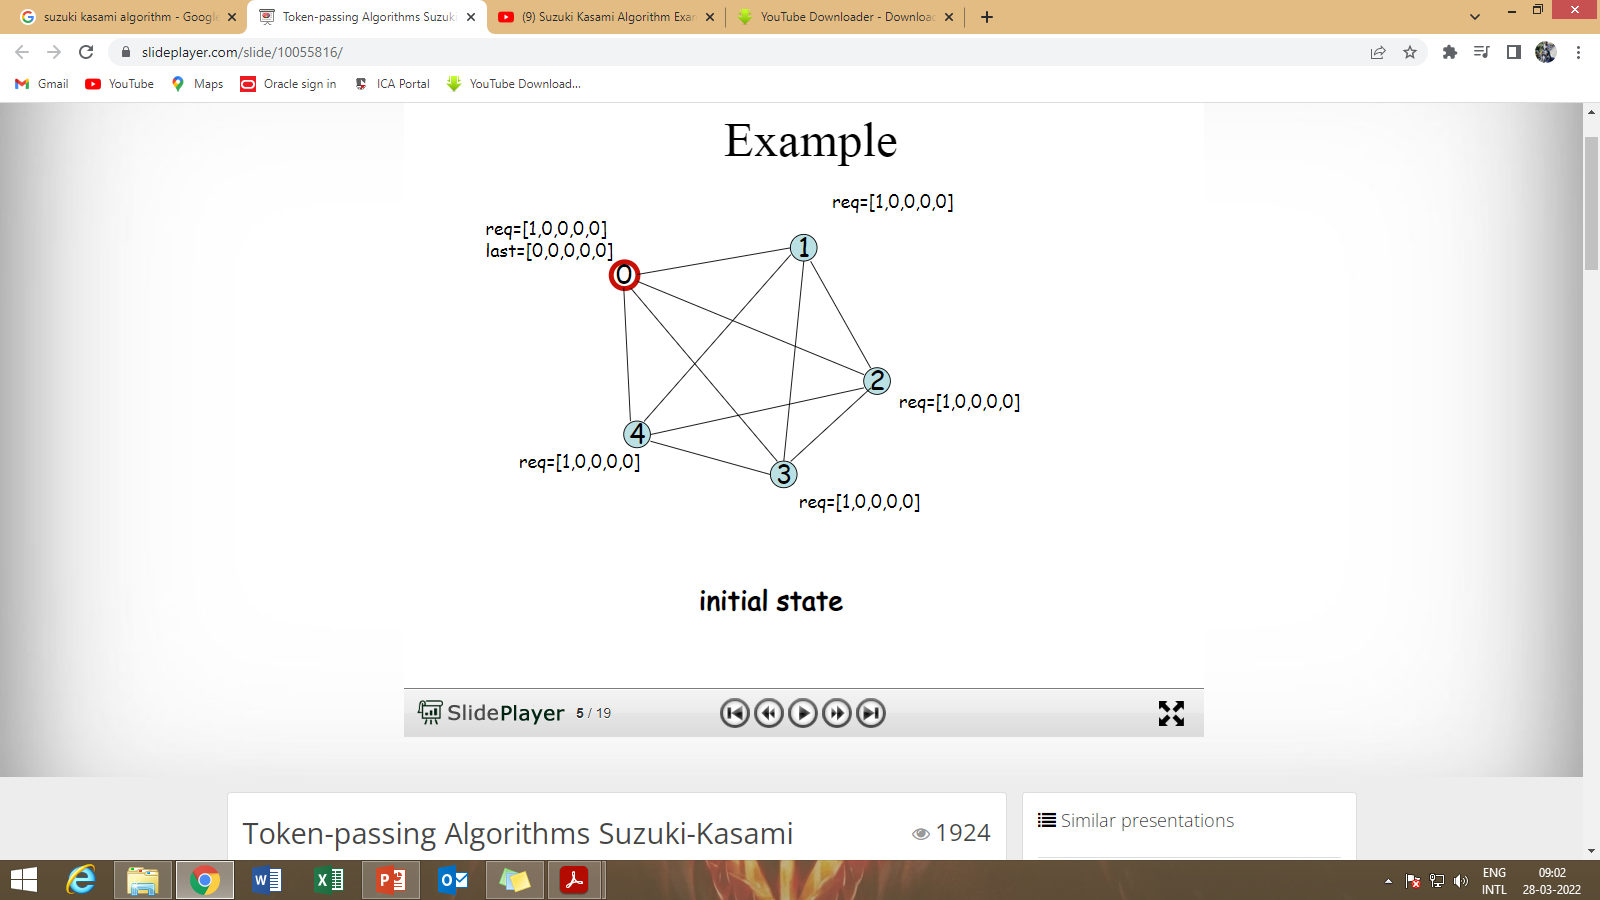 suzuki kasami algorithm - Googl
Token-passing Algorithms Suzuki
(9) Suzuki Kasami Algorithm Exam
YouTube Downloader - Downloac
slideplayer.com/slide/10055816/
Gmail
YouTube
Maps
Oracle sign in
ICA Portal
YouTube Download...
Example
req=[1,0,0,0,0]
req=[1,0,0,0,0]
last=[0,0,0,0,0]
1
0
2
req=[1,0,0,0,0]
4
req=[1,0,0,0,0]
3
req=[1,0,0,0,0]
initial state
SlidePlayer 5 / 19
Token-passing Algorithms Suzuki-Kasami
1924
Similar presentations
ENG
INTL
09:02
28-03-2022